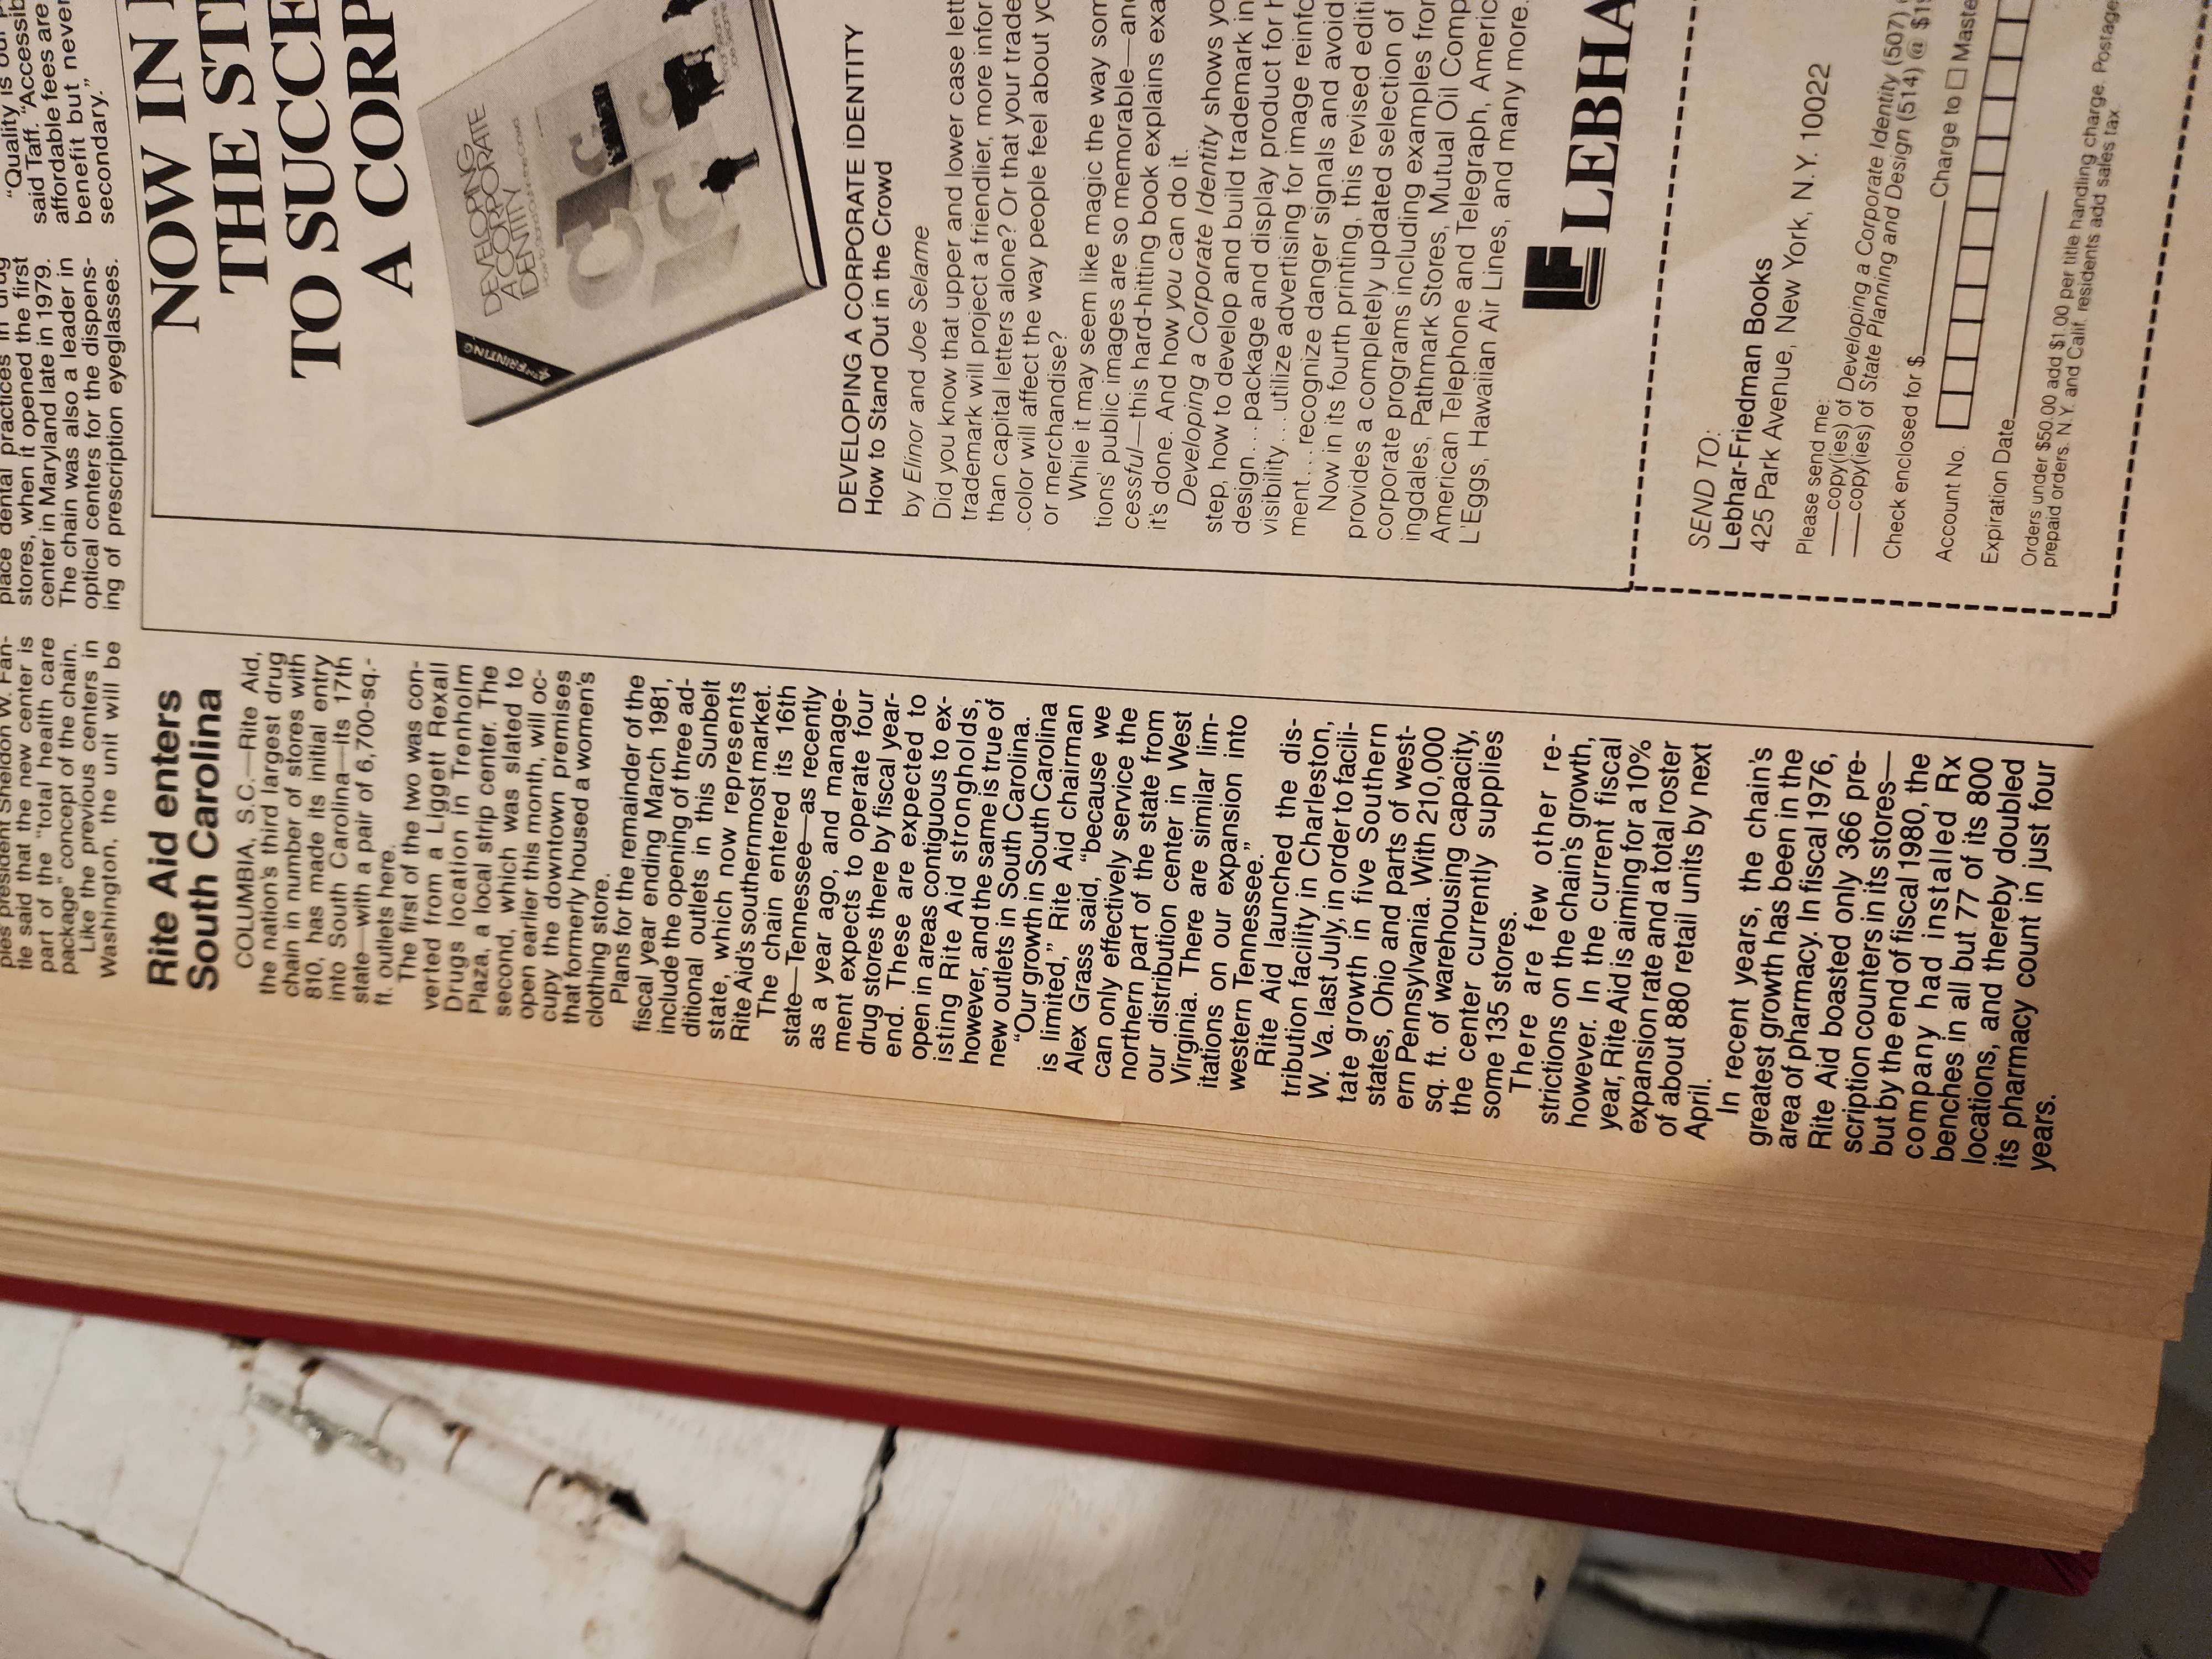 ples president Sheldon W. Fan-
tle said that the new center is
part of the "total health care
package" concept of the chain.
Like the previous centers in
Washington, the unit will be
place dental practices in drug
stores, when it opened the first
center in Maryland late in 1979.
The chain was also a leader in
optical centers for the dispens-
ing of prescription eyeglasses.
"Quality is our
said Taff. "Accessib
affordable fees are
benefit but never
secondary."
Rite Aid enters
South Carolina
COLUMBIA, S.C.—Rite Aid,
the nation's third largest drug
chain in number of stores with
810, has made its initial entry
into South Carolina—its 17th
state—with a pair of 6,700-sq.-
ft. outlets here.
The first of the two was con-
verted from a Liggett Rexall
Drugs location in Trenholm
Plaza, a local strip center. The
second, which was slated to
open earlier this month, will oc-
cupy the downtown premises
that formerly housed a women's
clothing store.
Plans for the remainder of the
fiscal year ending March 1981,
include the opening of three ad-
ditional outlets in this Sunbelt
state, which now represents
Rite Aid's southernmost market.
The chain entered its 16th
state—Tennessee—as recently
as a year ago, and manage-
ment expects to operate four
drug stores there by fiscal year-
end. These are expected to
open in areas contiguous to ex-
isting Rite Aid strongholds,
however, and the same is true of
new outlets in South Carolina.
"Our growth in South Carolina
is limited," Rite Aid chairman
Alex Grass said, "because we
can only effectively service the
northern part of the state from
our distribution center in West
Virginia. There are similar lim-
itations on our expansion into
western Tennessee."
Rite Aid launched the dis-
tribution facility in Charleston,
W. Va. last July, in order to facili-
tate growth in five Southern
states, Ohio and parts of west-
ern Pennsylvania. With 210,000
sq. ft. of warehousing capacity,
the center currently supplies
some 135 stores.
There are few other re-
strictions on the chain's growth,
however. In the current fiscal
year, Rite Aid is aiming for a 10%
expansion rate and a total roster
of about 880 retail units by next
April.
In recent years, the chain's
greatest growth has been in the
area of pharmacy. In fiscal 1976,
Rite Aid boasted only 366 pre-
scription counters in its stores—
but by the end of fiscal 1980, the
company had installed Rx
benches in all but 77 of its 800
locations, and thereby doubled
its pharmacy count in just four
years.
NOW IN
THE ST
TO SUCCE
A CORP
DEVELOPING
A CORPORATE
IDENTITY
4TH PRINTING
DEVELOPING A CORPORATE IDENTITY
How to Stand Out in the Crowd
by Elinor and Joe Selame
Did you know that upper and lower case lett
trademark will project a friendlier, more infor
than capital letters alone? Or that your trade
color will affect the way people feel about yo
or merchandise?
While it may seem like magic the way som
tions' public images are so memorable—and
cessful—this hard-hitting book explains exa
it's done. And how you can do it.
Developing a Corporate Identity shows yo
step, how to develop and build trademark in
design...package and display product for h
visibility...utilize advertising for image reinfo
ment...recognize danger signals and avoid
Now in its fourth printing, this revised editi
provides a completely updated selection of
corporate programs including examples from
ingdales, Pathmark Stores, Mutual Oil Comp
American Telephone and Telegraph, Americ
L'Eggs, Hawaiian Air Lines, and many more.
LF LEBHA
SEND TO:
Lebhar-Friedman Books
425 Park Avenue, New York, N.Y. 10022
Please send me:
copy(ies) of Developing a Corporate Identity (507)
copy(ies) of State Planning and Design (514) @ $1
Check enclosed for $ Charge to Maste
Account No.
Expiration Date
Orders under $50.00 add $1.00 per title handling charge. Postage
prepaid orders. N.Y. and Calif. residents add sales tax.